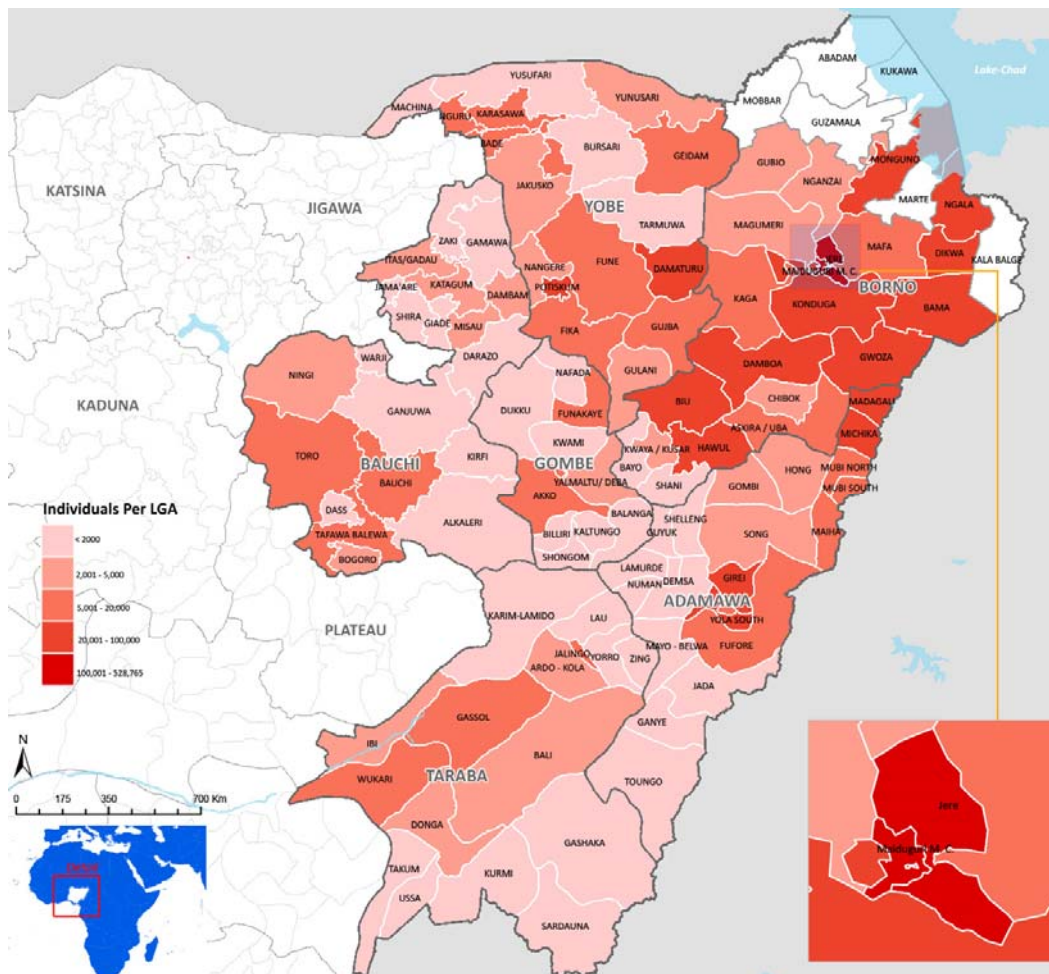 ABADAM
Lake-Chad
KUKAWA
YUSUFARI
MOBBAR
MACHINA
YUNUSARI
GUZAMALA
NGURU
KARASAWA
BADE
BURSARI
GEIDAM
GUBIO
MONGUNO
KATSINA
JIGAWA
JAKUSKO
NGANZAI
MARTE
NGALA
YOBE
TARMUWA
MAGUMERI
ZAKI
GAMAWA
JERE
MAFA
ITAS/GADAU
NANGERE
FUNE
DAMATURU
MAIDUGURI M. C.
DIKWA
KALA BALGE
JAMA'ARE
KATAGUM
DAMBAM
POTISKUM
KAGA
BORNO
KONDUGA
BAMA
SHIRA
GIADE
MISAU
FIKA
GUJBA
WARJI
DARAZO
DAMBOA
GWOZA
NINGI
NAFADA
GULANI
KADUNA
GANJUWA
DUKKU
FUNAKAYE
BIU
CHIBOK
MADAGALI
ASKIRA / UBA
MICHIKA
TORO
KWAMI
KWAYA / KUSAR
HAWUL
BAUCHI
KIRFI
GOMBE
BAYO
HONG
MUBI NORTH
BAUCHI
YALMALTU/ DEBA
SHANI
GOMBI
MUBI SOUTH
AKKO
Individuals Per LGA
DASS
ALKALERI
BALANGA
SHELLENG
< 2000
TAFAWA BALEWA
BILLIRI
KALTUNGO
GUYUK
SONG
MAIHA
BOGORO
SHONGOM
2,001 - 5,000
LAMURDE
GIREI
NUMAN
DEMSA
5,001 - 20,000
ADAMAWA
KARIM-LAMIDO
YOLA SOUTH
PLATEAU
LAU
20,001 - 100,000
JALINGO
YORRO
ZING
MAYO - BELWA
FUFORE
ARDO - KOLA
100,001 - 528,765
JADA
GASSOL
GANYE
N
IBI
BALI
WUKARI
TARABA
TOUNGO
0 175 350 700 Km
Jere
DONGA
Maiduguri M. C.
GASHAKA
TAKUM
KURMI
USSA
SARDAUNA